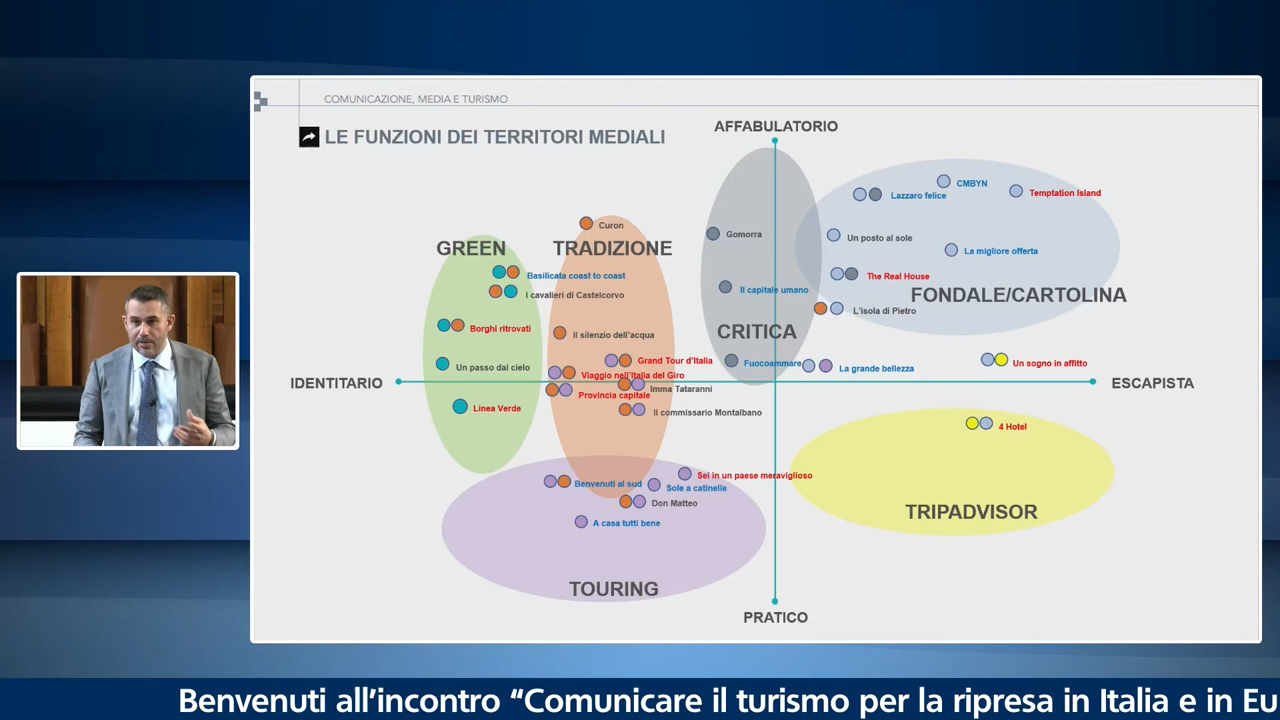 COMUNICAZIONE, MEDIA E TURISMO
LE FUNZIONI DEI TERRITORI MEDIALI
AFFABULATORIO
CMBYN
Lazzaro felice
Temptation Island
Curon
Gomorra
Un posto al sole
GREEN
TRADIZIONE
La migliore offerta
Basilicata coast to coast
The Real House
Il capitale umano
I cavalieri di Castelcorvo
FONDALE/CARTOLINA
L'isola di Pietro
Borghi ritrovati
CRITICA
Il silenzio dell'acqua
Grand Tour d'Italia
Fuocoammare
Un sogno in affitto
Un passo dal cielo
La grande bellezza
Viaggio nell'Italia del Giro
IDENTITARIO
ESCAPISTA
Imma Tataranni
Provincia capitale
Linea Verde
Il commissario Montalbano
4 Hotel
Sei in un paese meraviglioso
Benvenuti al sud
Sole a catinelle
Don Matteo
TRIPADVISOR
A casa tutti bene
TOURING
PRATICO
Benvenuti all'incontro "Comunicare il turismo per la ripresa in Italia e in Eu